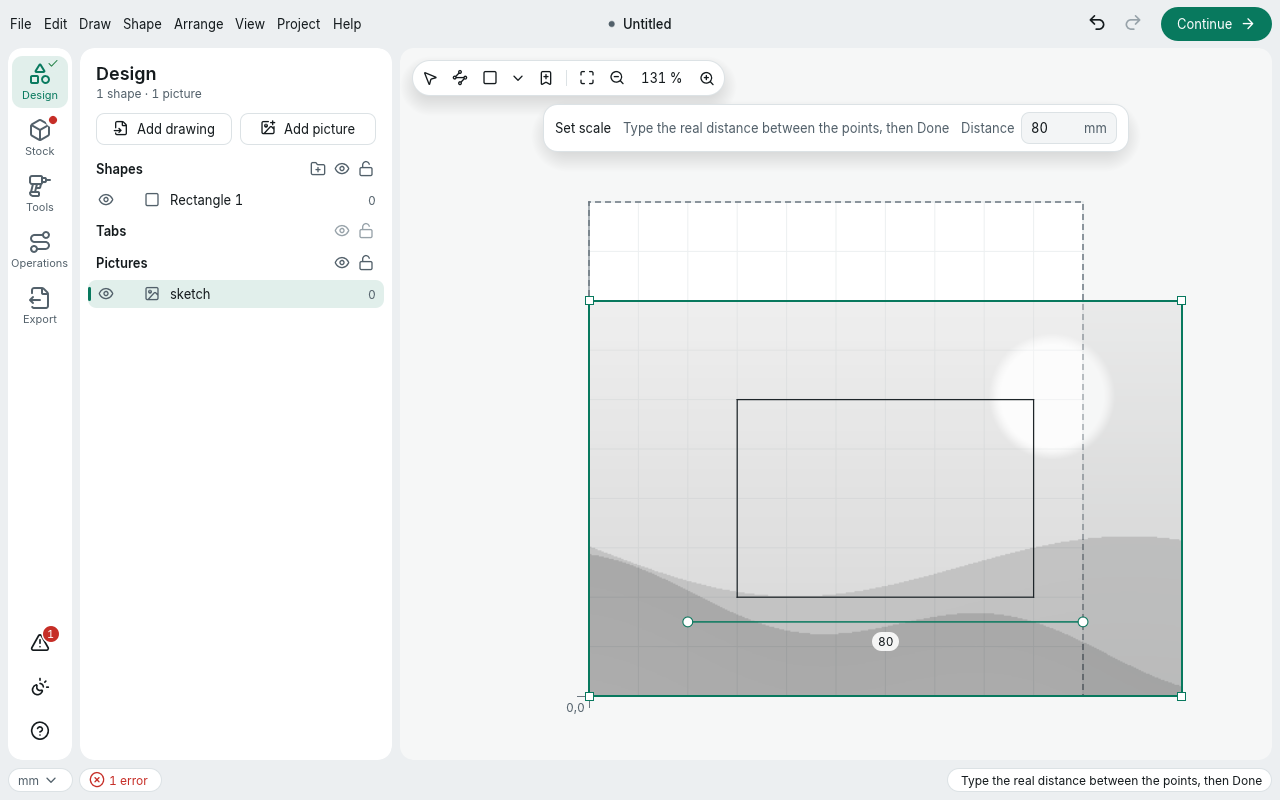 File Edit Draw Shape Arrange View Project Help
Untitled
Continue
Design
Stock
Tools
Operations
Export
1
Design
1 shape · 1 picture
Add drawing
Add picture
Shapes
Rectangle 1 0
Tabs
Pictures
sketch 0
131 %
Set scale Type the real distance between the points, then Done Distance 80 mm
80
0,0
mm
1 error
Type the real distance between the points, then Done